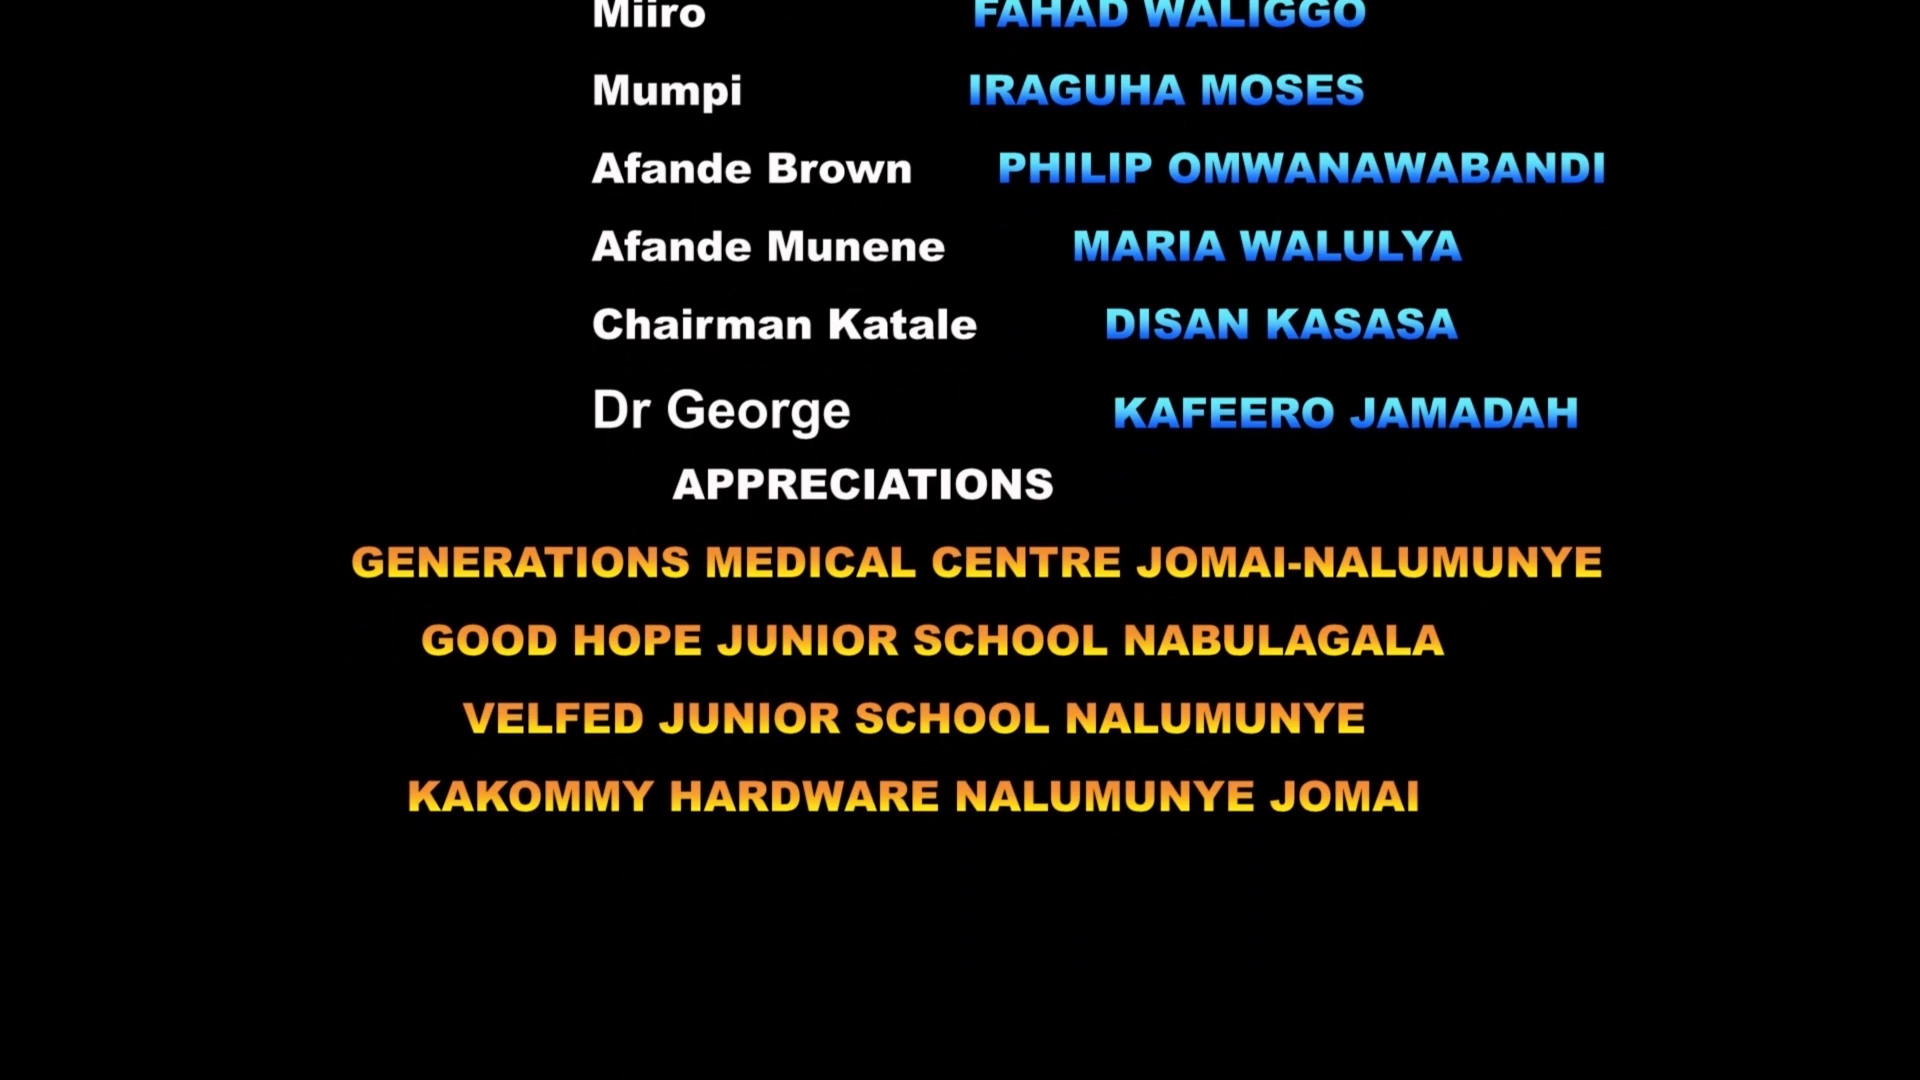 Miiro FAHAD WALIGGO
Mumpi IRAGUHA MOSES
Afande Brown PHILIP OMWANAWABANDI
Afande Munene MARIA WALULYA
Chairman Katale DISAN KASASA
Dr George KAFEERO JAMADAH
APPRECIATIONS
GENERATIONS MEDICAL CENTRE JOMAI-NALUMUNYE
GOOD HOPE JUNIOR SCHOOL NABULAGALA
VELFED JUNIOR SCHOOL NALUMUNYE
KAKOMMY HARDWARE NALUMUNYE JOMAI